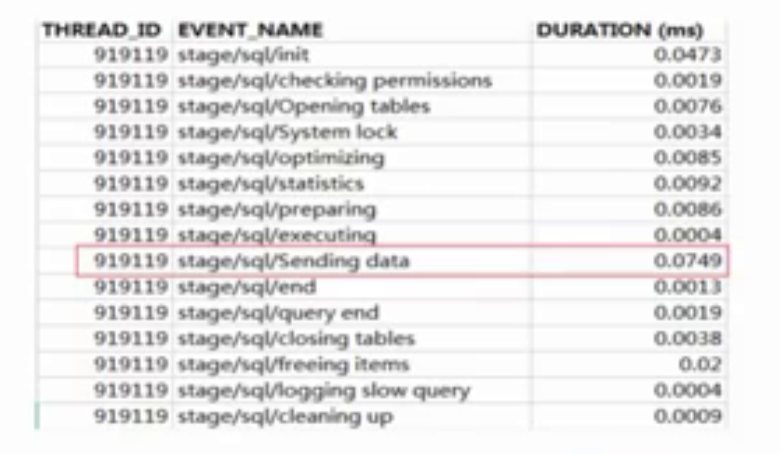 THREAD_ID EVENT_NAME DURATION (ms)
919119 stage/sql/init 0.0473
919119 stage/sql/checking permissions 0.0019
919119 stage/sql/Opening tables 0.0076
919119 stage/sql/System lock 0.0034
919119 stage/sql/optimizing 0.0085
919119 stage/sql/statistics 0.0092
919119 stage/sql/preparing 0.0086
919119 stage/sql/executing 0.0004
919119 stage/sql/Sending data 0.0749
919119 stage/sql/end 0.0013
919119 stage/sql/query end 0.0019
919119 stage/sql/closing tables 0.0038
919119 stage/sql/freeing items 0.02
919119 stage/sql/logging slow query 0.0004
919119 stage/sql/cleaning up 0.0009